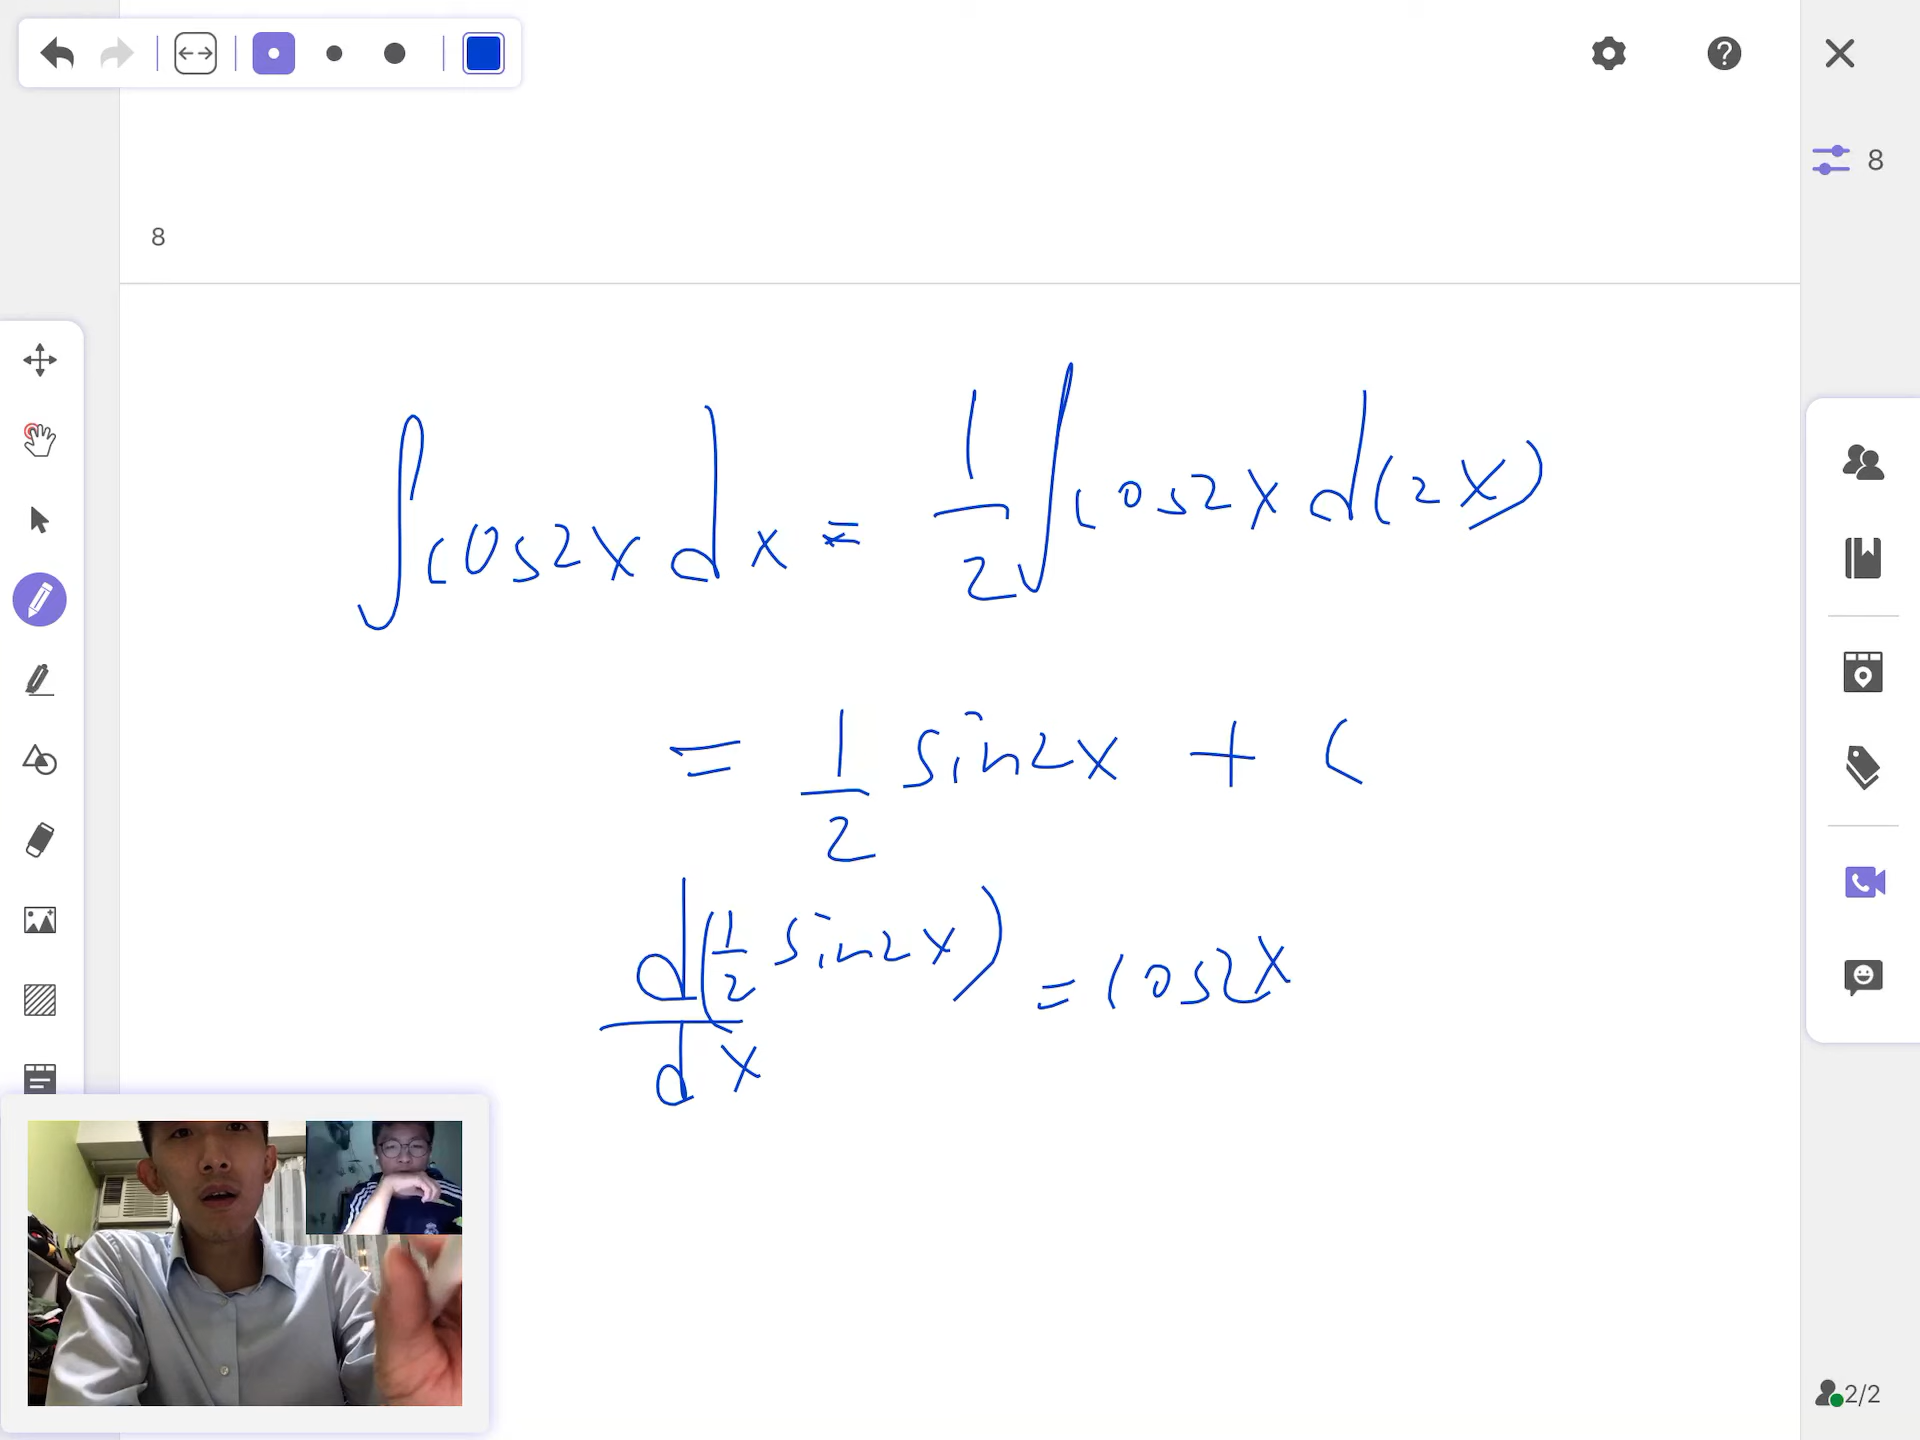 8
8
∫cos2x dx = 1/2 ∫cos2x d(2x)
= 1/2 sin2x + C
d(1/2 sin2x)/dx = cos2x
2/2